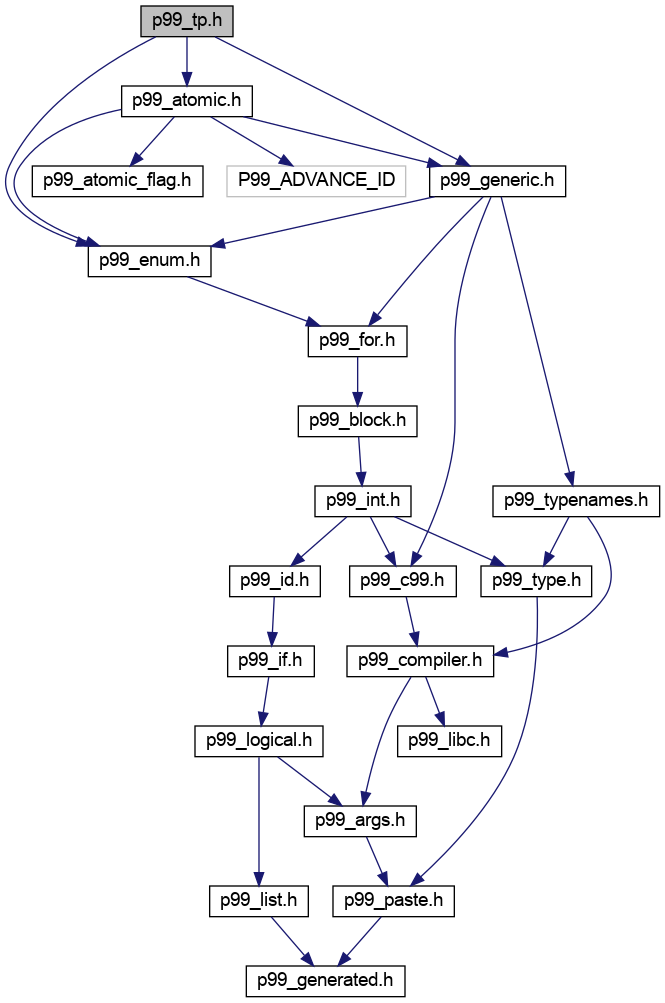 p99_tp.h
p99_atomic.h
p99_atomic_flag.h
P99_ADVANCE_ID
p99_generic.h
p99_enum.h
p99_for.h
p99_block.h
p99_int.h
p99_typenames.h
p99_id.h
p99_c99.h
p99_type.h
p99_if.h
p99_compiler.h
p99_logical.h
p99_libc.h
p99_args.h
p99_list.h
p99_paste.h
p99_generated.h